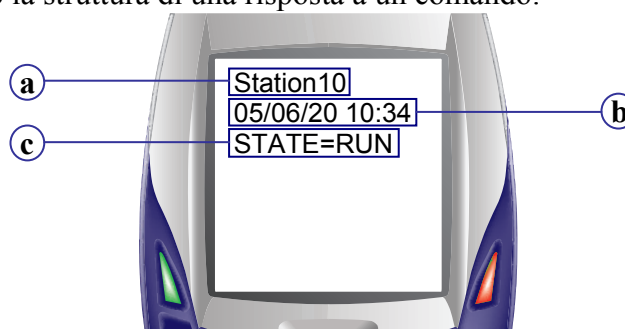 la struttura di una risposta a un comando:
a
Station10
05/06/20 10:34
b
c
STATE=RUN